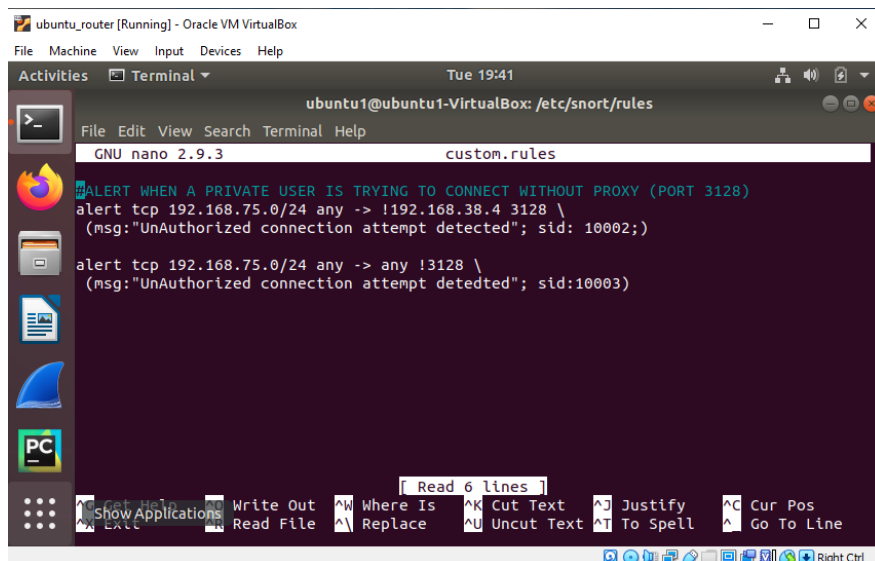 ubuntu_router [Running] - Oracle VM VirtualBox
File Machine View Input Devices Help
Activities Terminal Tue 19:41
ubuntu1@ubuntu1-VirtualBox: /etc/snort/rules
File Edit View Search Terminal Help
GNU nano 2.9.3 custom.rules
#ALERT WHEN A PRIVATE USER IS TRYING TO CONNECT WITHOUT PROXY (PORT 3128)
alert tcp 192.168.75.0/24 any -> !192.168.38.4 3128 \
(msg:"UnAuthorized connection attempt detected"; sid: 10002;)
alert tcp 192.168.75.0/24 any -> any !3128 \
(msg:"UnAuthorized connection attempt detedted"; sid:10003)
PC
[ Read 6 lines ]
^G Get Help ^O Write Out ^W Where Is ^K Cut Text ^J Justify ^C Cur Pos
Show Applications
^X Exit ^R Read File ^\ Replace ^U Uncut Text ^T To Spell ^_ Go To Line
Right Ctrl